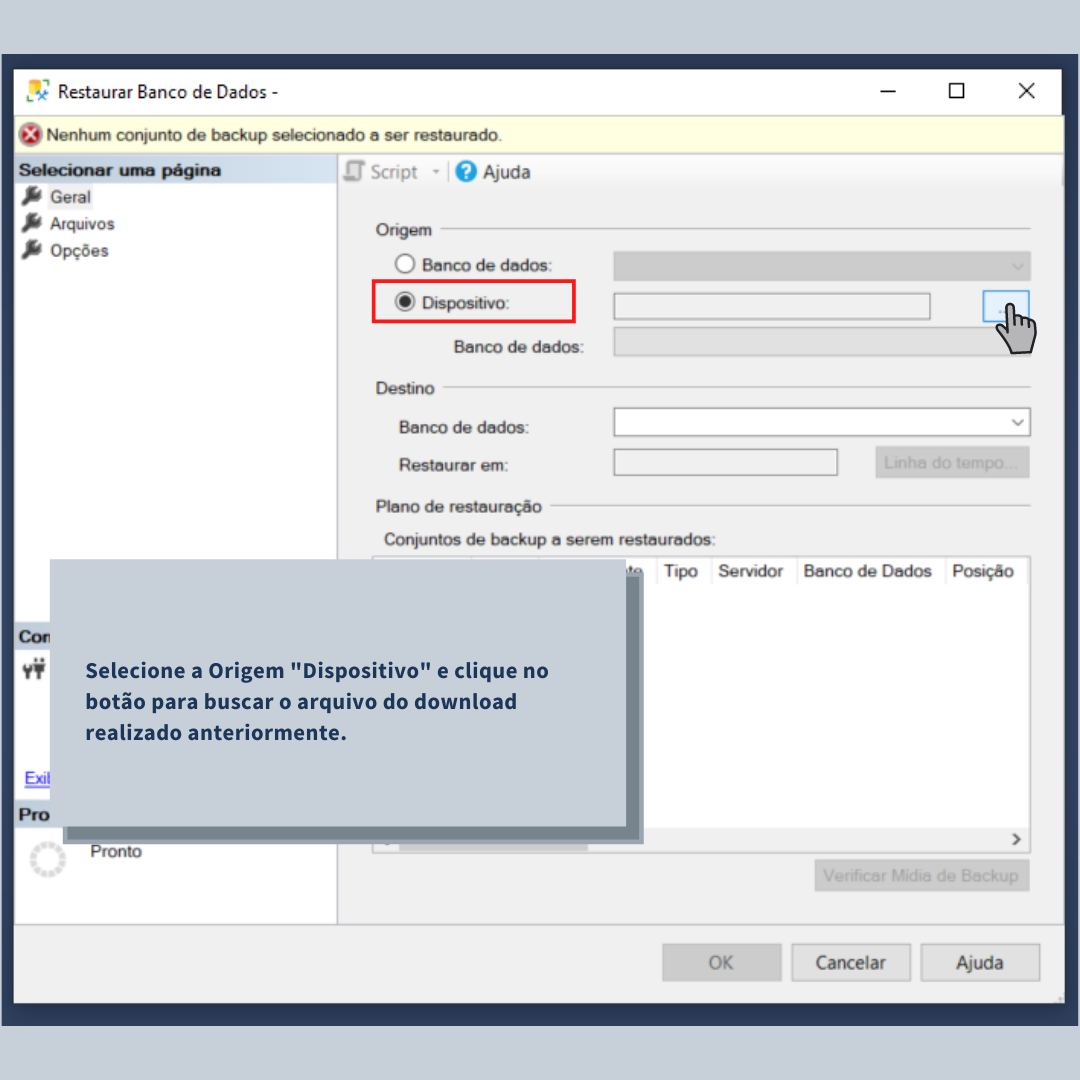 Restaurar Banco de Dados -
Nenhum conjunto de backup selecionado a ser restaurado.
Selecionar uma página
Geral
Arquivos
Opções
Script
Ajuda
Origem
Banco de dados:
Dispositivo:
...
Banco de dados:
Destino
Banco de dados:
Restaurar em:
Linha do tempo...
Plano de restauração
Conjuntos de backup a serem restaurados:
Tipo Servidor Banco de Dados Posição
Selecione a Origem "Dispositivo" e clique no
botão para buscar o arquivo do download
realizado anteriormente.
Con
Exib
Pro
Pronto
Verificar Mídia de Backup
OK
Cancelar
Ajuda